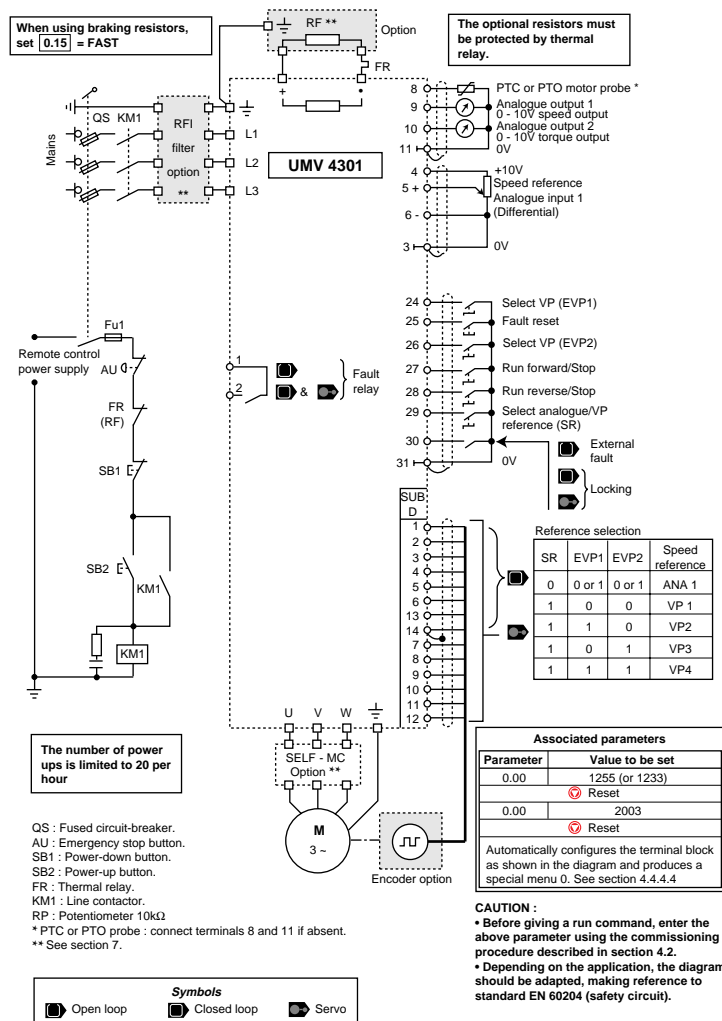 When using braking resistors,
set 0.15 = FAST
RF **
Option
FR
+
•
The optional resistors must
be protected by thermal
relay.
Mains
QS
KM1
RFI
filter
option
**
L1
L2
L3
UMV 4301
8
PTC or PTO motor probe *
9
Analogue output 1
0 - 10V speed output
10
Analogue output 2
0 - 10V torque output
11
0V
4
+10V
5 +
Speed reference
Analogue input 1
(Differential)
6 -
3
0V
24
Select VP (EVP1)
25
Fault reset
26
Select VP (EVP2)
27
Run forward/Stop
28
Run reverse/Stop
29
Select analogue/VP
reference (SR)
30
31
0V
External
fault
Locking
Fu1
Remote control
power supply
AU
FR
(RF)
SB1
SB2
KM1
KM1
1
2
&
Fault
relay
SUB
D
1
2
3
4
5
6
13
14
7
8
9
10
11
12
Reference selection
SR EVP1 EVP2 Speed reference
0 0 or 1 0 or 1 ANA 1
1 0 0 VP 1
1 1 0 VP2
1 0 1 VP3
1 1 1 VP4
U V W
SELF - MC
Option **
M
3 ~
Encoder option
The number of power
ups is limited to 20 per
hour
Associated parameters
Parameter Value to be set
0.00 1255 (or 1233)
Reset
0.00 2003
Reset
Automatically configures the terminal block
as shown in the diagram and produces a
special menu 0. See section 4.4.4.4
QS : Fused circuit-breaker.
AU : Emergency stop button.
SB1 : Power-down button.
SB2 : Power-up button.
FR : Thermal relay.
KM1 : Line contactor.
RP : Potentiometer 10kΩ
* PTC or PTO probe : connect terminals 8 and 11 if absent.
** See section 7.
CAUTION :
• Before giving a run command, enter the
above parameter using the commissioning
procedure described in section 4.2.
• Depending on the application, the diagram
should be adapted, making reference to
standard EN 60204 (safety circuit).
Symbols
Open loop
Closed loop
Servo